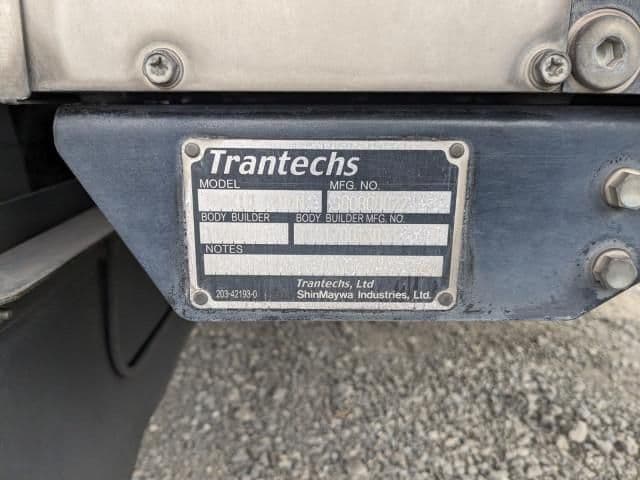 Trantechs
MODEL MFG. NO.
BODY BUILDER BODY BUILDER MFG. NO.
NOTES
Trantechs, Ltd
203-42193-0 ShinMaywa Industries, Ltd.